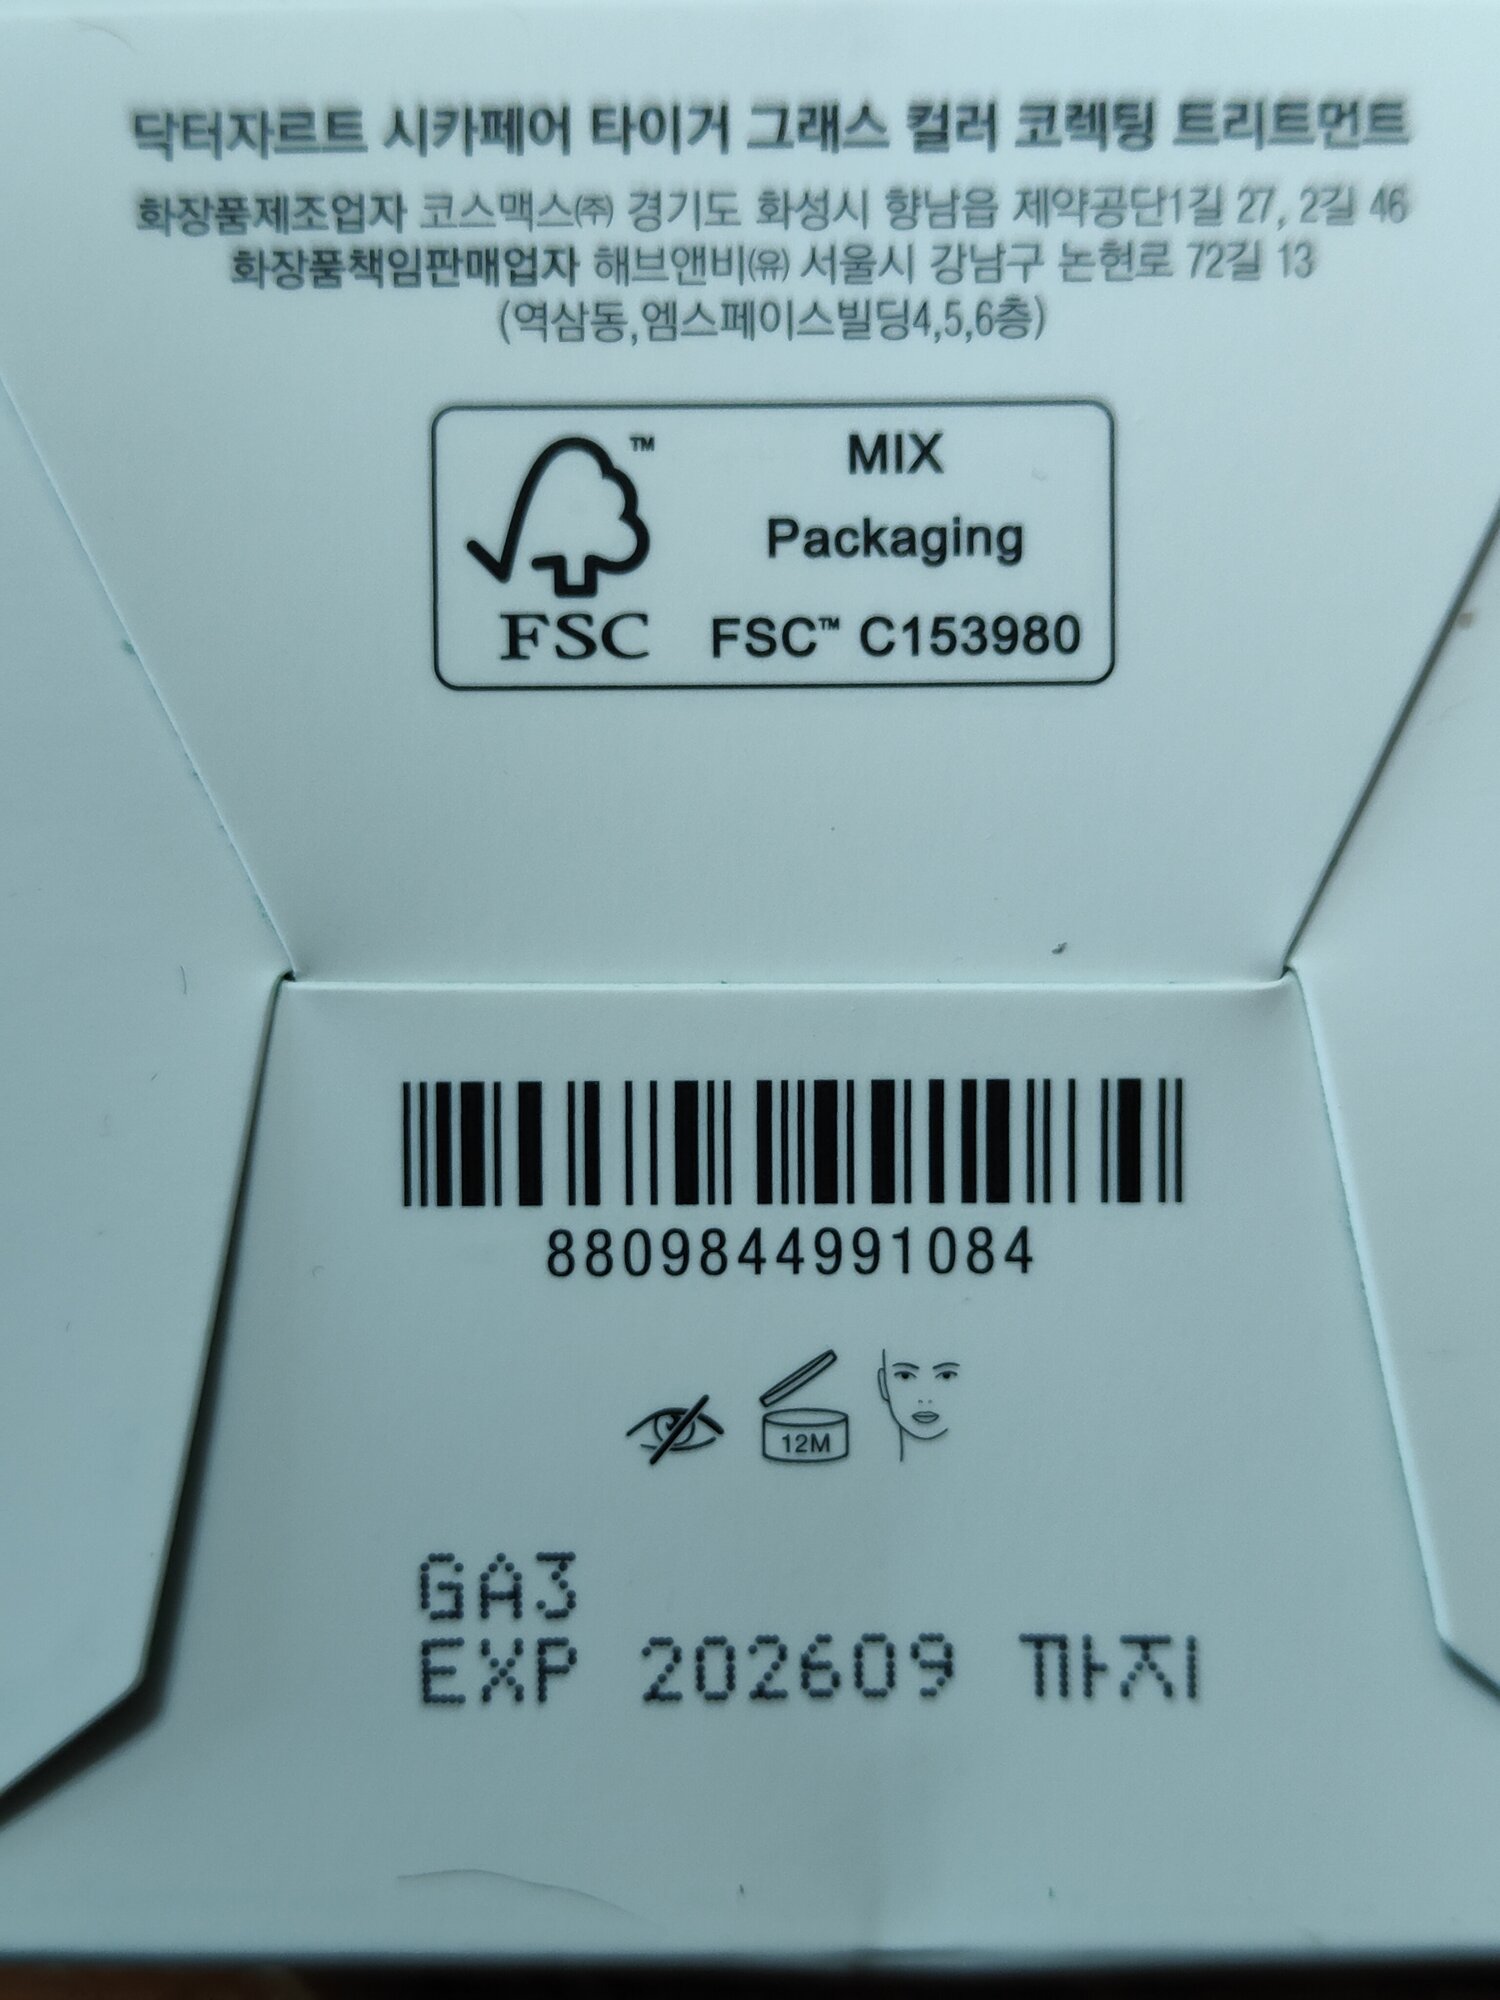 닥터자르트 시카페어 타이거 그래스 컬러 코렉팅 트리트먼트
화장품제조업자 코스맥스㈜ 경기도 화성시 향남읍 제약공단1길 27, 2길 46
화장품책임판매업자 해브앤비㈲ 서울시 강남구 논현로 72길 13
(역삼동,엠스페이스빌딩4,5,6층)
TM
MIX
Packaging
FSC
FSC™ C153980
8809844991084
12M
GA3
EXP 202609 까지